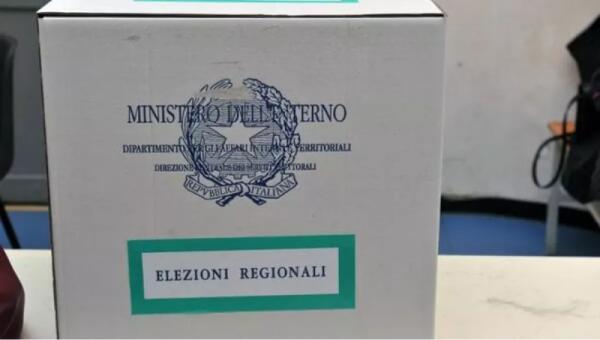 MINISTERO DELL'INTERNO
DIPARTIMENTO PER GLI AFFARI INTERNI E TERRITORIALI
DIREZIONE CENTRALE DEI SERVIZI ELETTORALI
REPVBBLICA ITALIANA
ELEZIONI REGIONALI